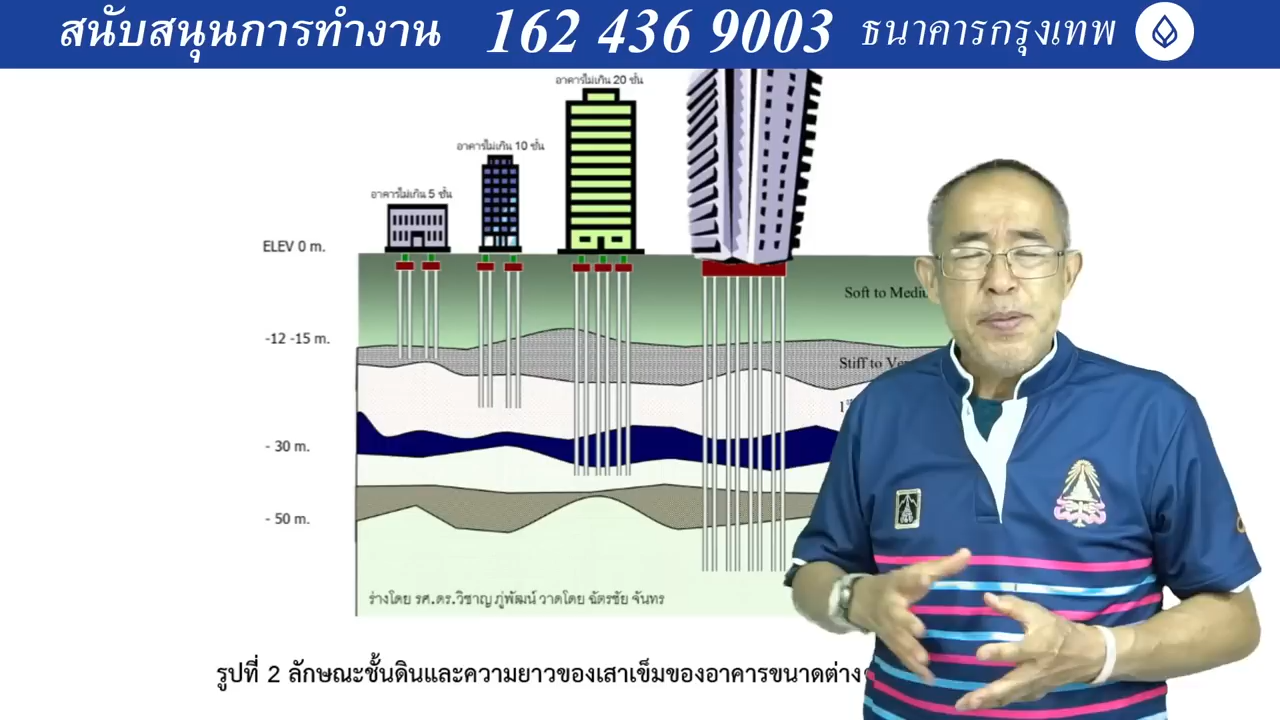 สนับสนุนการทำงาน 162 436 9003 ธนาคารกรุงเทพ
อาคารไม่เกิน 20 ชั้น
อาคารไม่เกิน 10 ชั้น
อาคารไม่เกิน 5 ชั้น
ELEV 0 m.
Soft to
-12 -15 m.
Stiff to
- 30 m.
- 50 m.
ร่างโดย รศ.ดร.วิชาญ ภู่พัฒน์ วาดโดย ฉัตรชัย จันทร
รูปที่ 2 ลักษณะชั้นดินและความยาวของเสาเข็มของอาคารขนาดต่าง